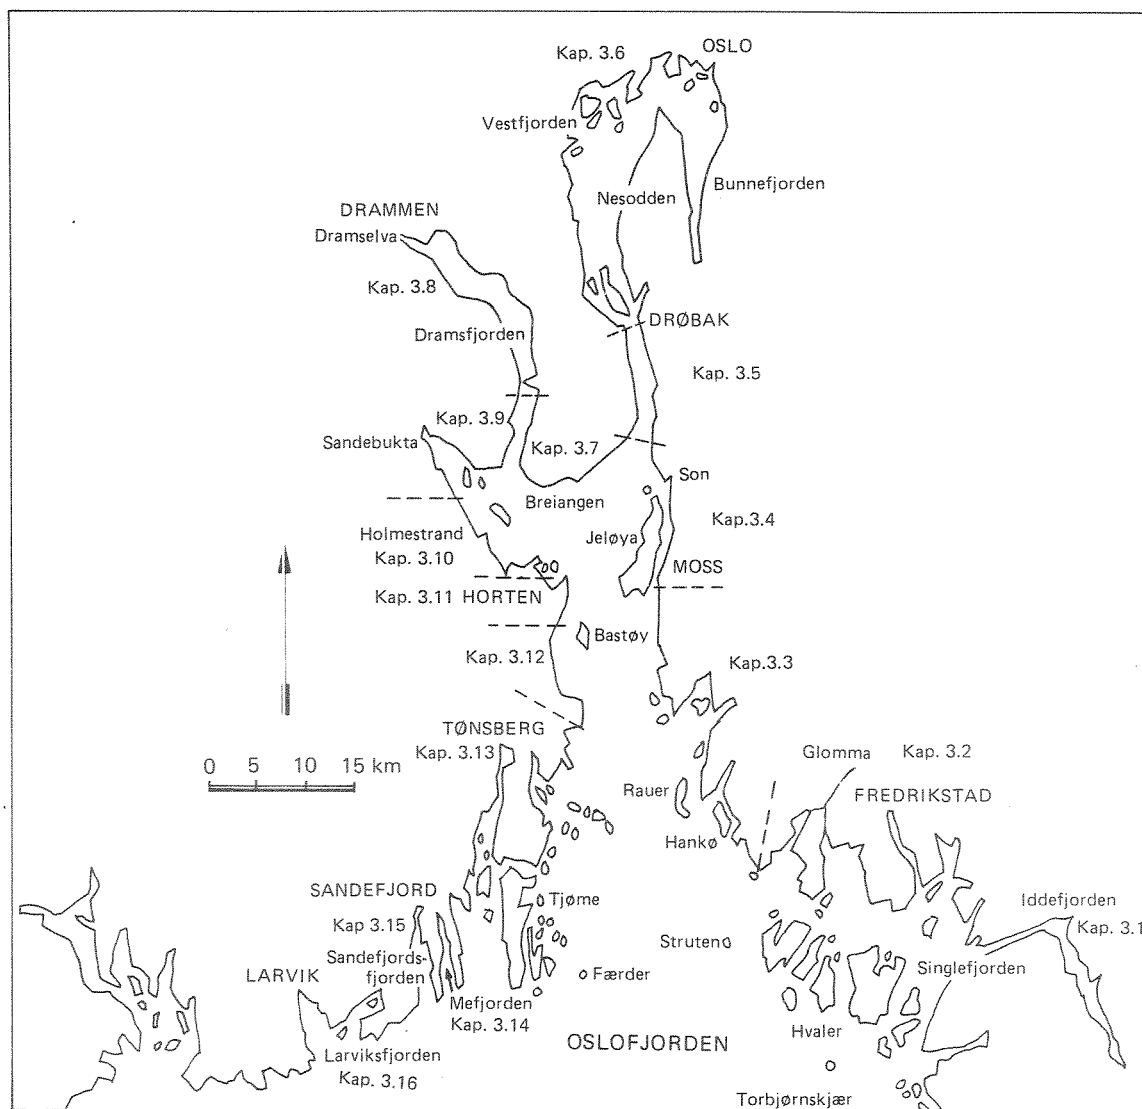 OSLO
Kap. 3.6
Vestfjorden
Bunnefjorden
Nesodden
DRAMMEN
Dramselva
Kap. 3.8
DRØBAK
Dramsfjorden
Kap. 3.5
Kap. 3.9
Sandebukta
Kap. 3.7
Son
Breiangen
Kap.3.4
Holmestrand
Kap. 3.10
Jeløya
MOSS
Kap. 3.11 HORTEN
Bastøy
Kap. 3.12
Kap.3.3
TØNSBERG
Kap. 3.13
Glomma
Kap. 3.2
0 5 10 15 km
Rauer
FREDRIKSTAD
Hankø
SANDEFJORD
Tjøme
Iddefjorden
Kap. 3.1
Kap 3.15
Struten
Sandefjords-
fjorden
LARVIK
Færder
Singlefjorden
Mefjorden
Kap. 3.14
Hvaler
OSLOFJORDEN
Larviksfjorden
Kap. 3.16
Torbjørnskjær